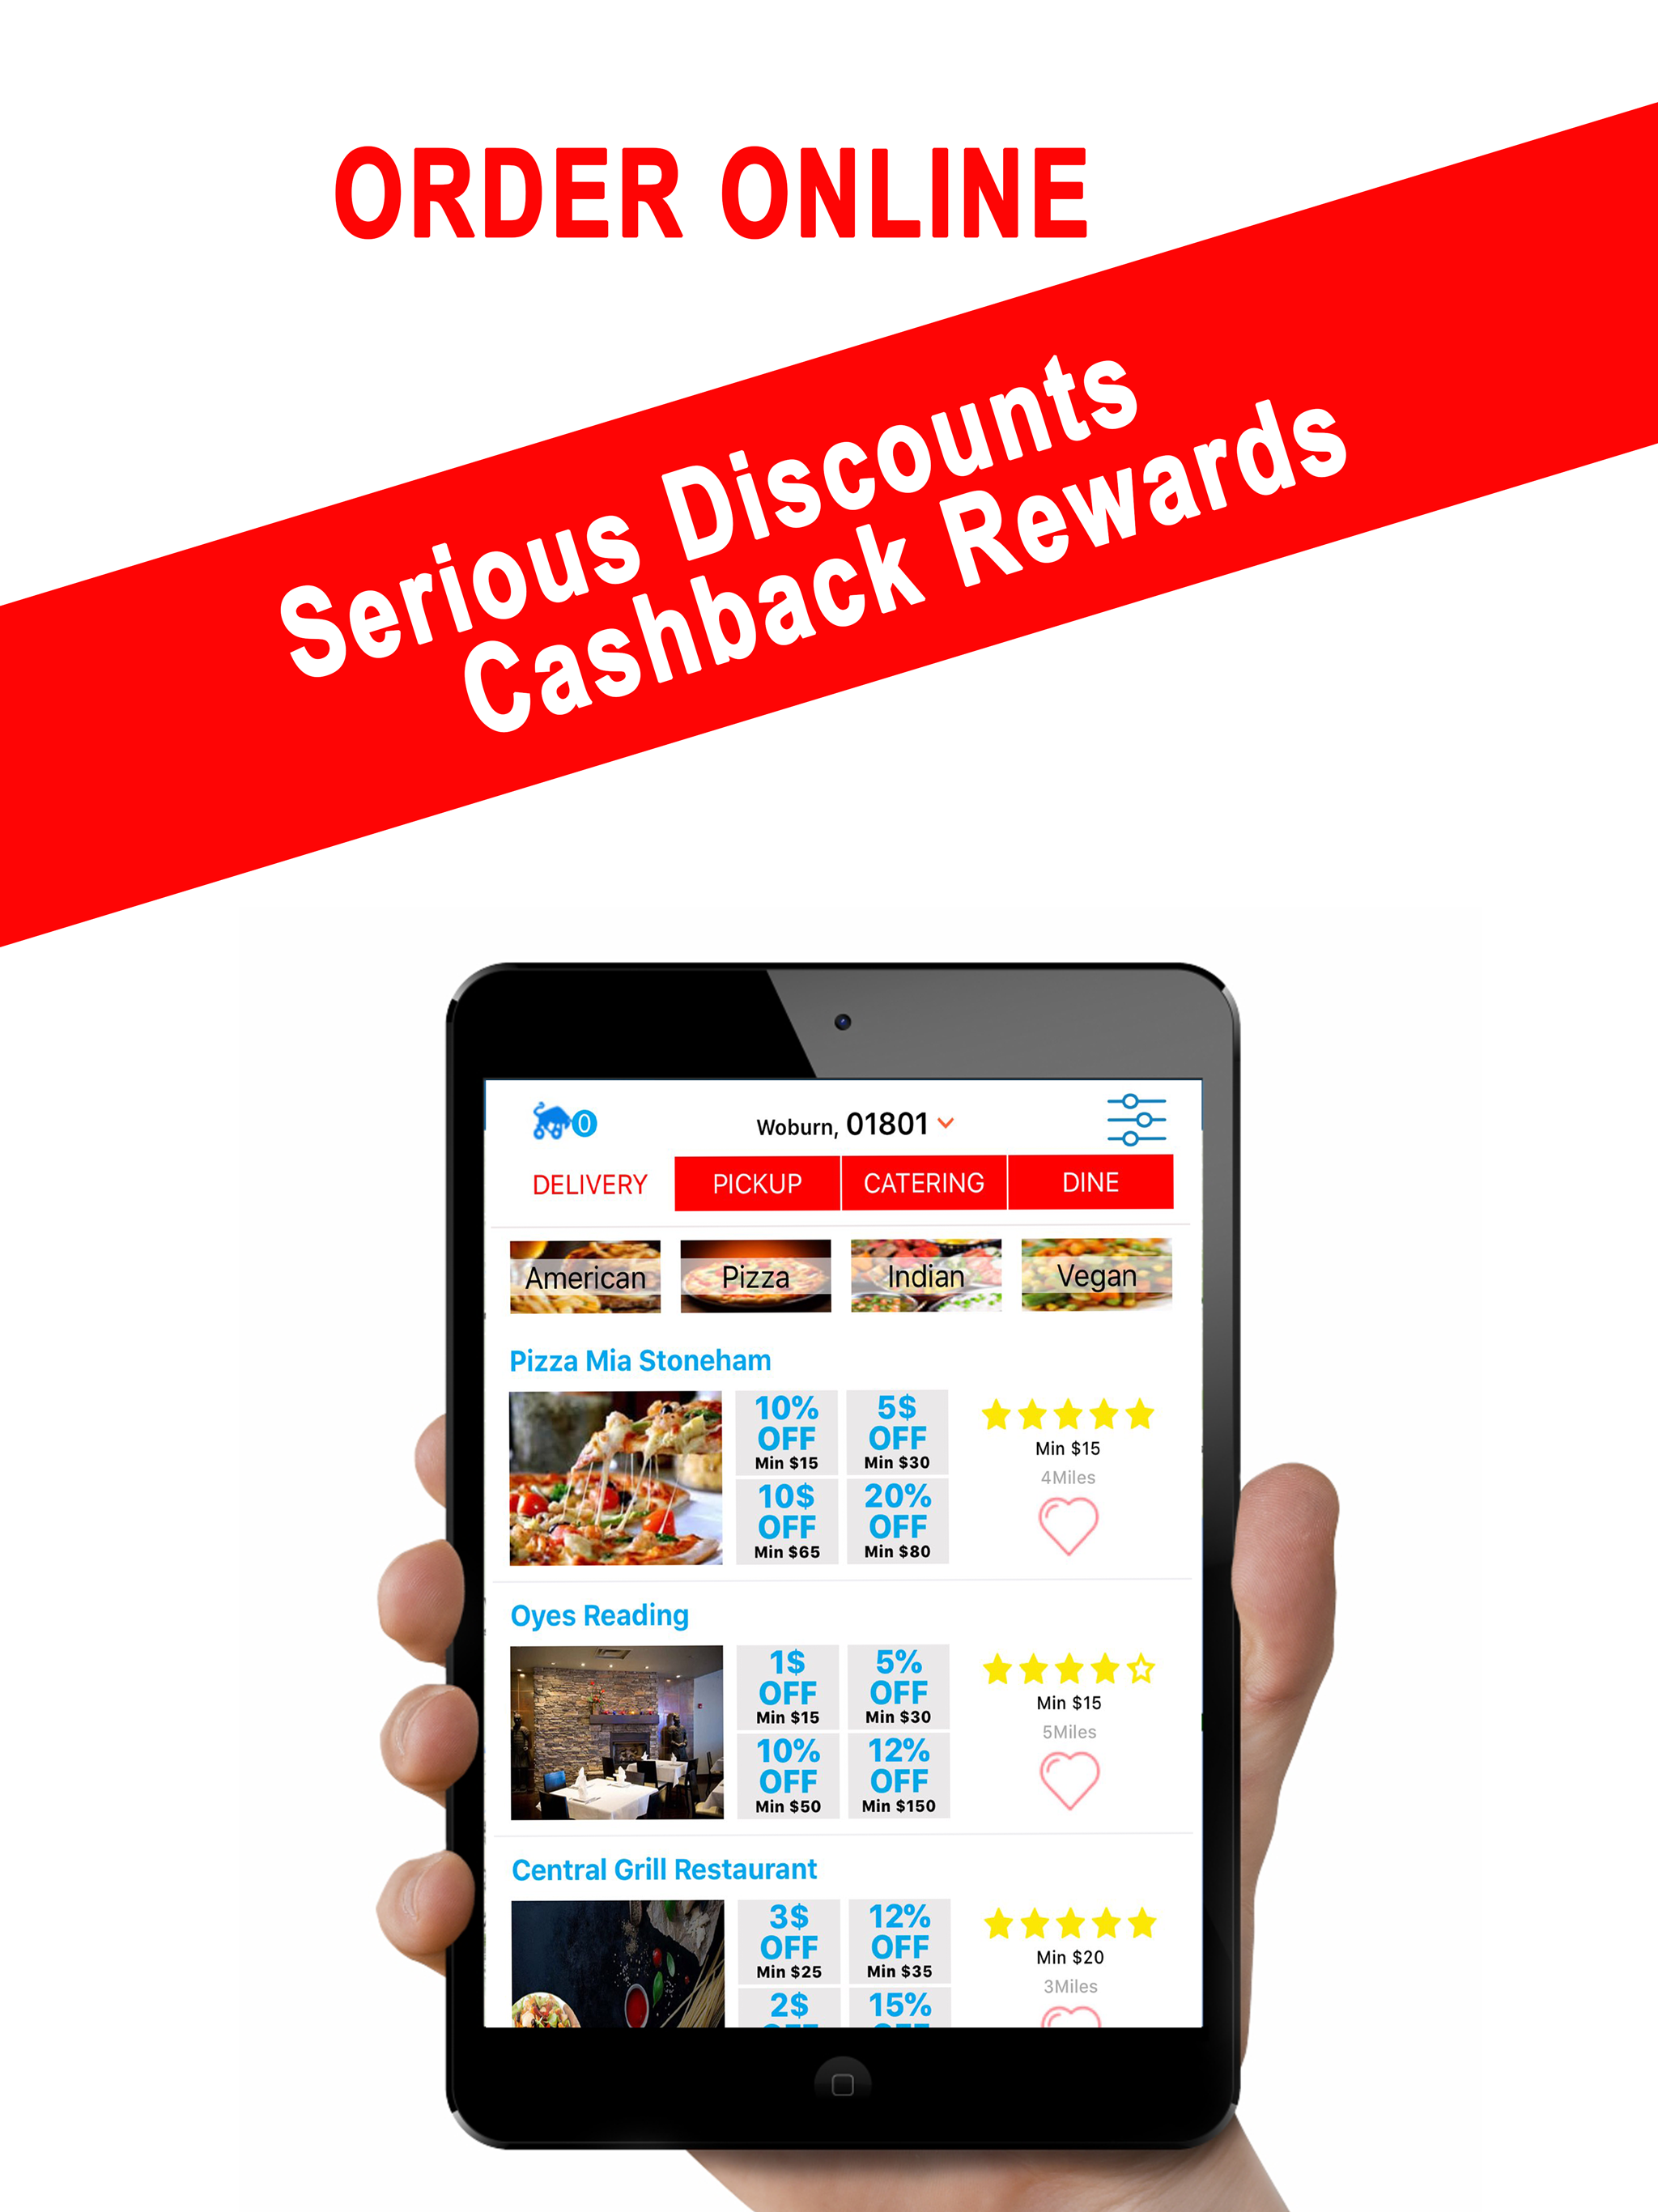 ORDER ONLINE
Serious Discounts
Cashback Rewards
0
Woburn, 01801
DELIVERY PICKUP CATERING DINE
American Pizza Indian Vegan
Pizza Mia Stoneham
10% OFF Min $15
5$ OFF Min $30
10$ OFF Min $65
20% OFF Min $80
Min $15
4Miles
Oyes Reading
1$ OFF Min $15
5% OFF Min $30
10% OFF Min $50
12% OFF Min $150
Min $15
5Miles
Central Grill Restaurant
3$ OFF Min $25
12% OFF Min $35
2$ OFF
15% OFF
Min $20
3Miles